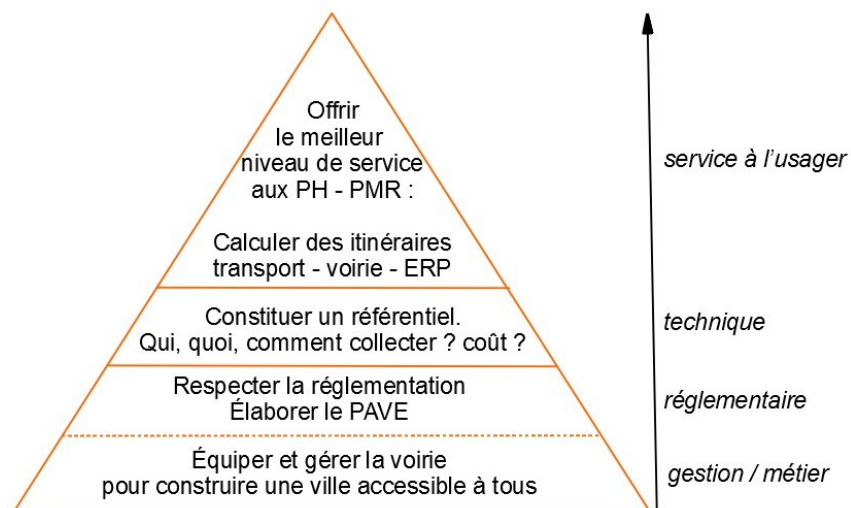 Offrir
le meilleur
niveau de service
aux PH - PMR :
Calculer des itinéraires
transport - voirie - ERP
service à l'usager
Constituer un référentiel.
Qui, quoi, comment collecter ? coût ?
technique
Respecter la réglementation
Élaborer le PAVE
réglementaire
Équiper et gérer la voirie
pour construire une ville accessible à tous
gestion / métier